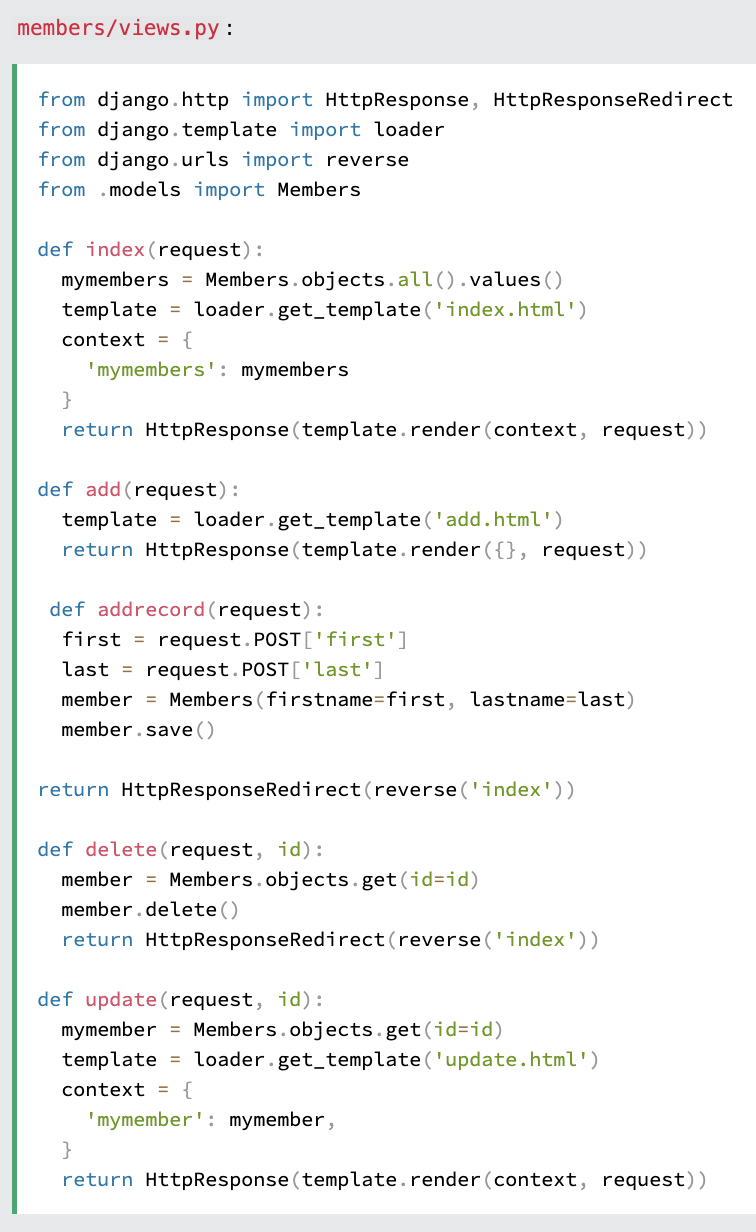 members/views.py:
from django.http import HttpResponse, HttpResponseRedirect
from django.template import loader
from django.urls import reverse
from .models import Members

def index(request):
  mymembers = Members.objects.all().values()
  template = loader.get_template('index.html')
  context = {
    'mymembers': mymembers
  }
  return HttpResponse(template.render(context, request))

def add(request):
  template = loader.get_template('add.html')
  return HttpResponse(template.render({}, request))

 def addrecord(request):
  first = request.POST['first']
  last = request.POST['last']
  member = Members(firstname=first, lastname=last)
  member.save()

return HttpResponseRedirect(reverse('index'))

def delete(request, id):
  member = Members.objects.get(id=id)
  member.delete()
  return HttpResponseRedirect(reverse('index'))

def update(request, id):
  mymember = Members.objects.get(id=id)
  template = loader.get_template('update.html')
  context = {
    'mymember': mymember,
  }
  return HttpResponse(template.render(context, request))